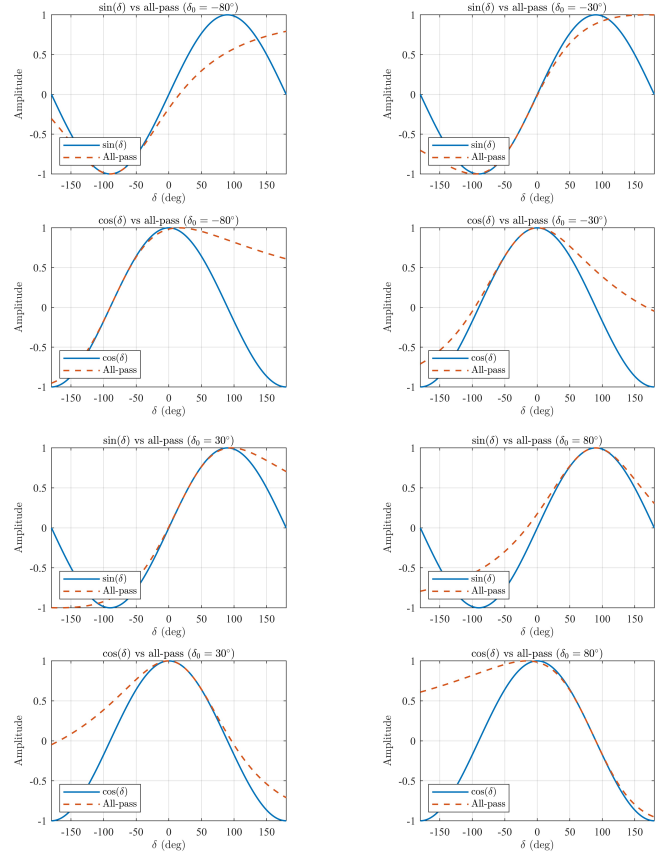 sin(δ) vs all-pass (δ₀ = −80°)
1
0.5
0
-0.5
-1
Amplitude
sin(δ)
All-pass
-150 -100 -50 0 50 100 150
δ (deg)
sin(δ) vs all-pass (δ₀ = −30°)
1
0.5
0
-0.5
-1
Amplitude
sin(δ)
All-pass
-150 -100 -50 0 50 100 150
δ (deg)
cos(δ) vs all-pass (δ₀ = −80°)
1
0.5
0
-0.5
-1
Amplitude
cos(δ)
All-pass
-150 -100 -50 0 50 100 150
δ (deg)
cos(δ) vs all-pass (δ₀ = −30°)
1
0.5
0
-0.5
-1
Amplitude
cos(δ)
All-pass
-150 -100 -50 0 50 100 150
δ (deg)
sin(δ) vs all-pass (δ₀ = 30°)
1
0.5
0
-0.5
-1
Amplitude
sin(δ)
All-pass
-150 -100 -50 0 50 100 150
δ (deg)
sin(δ) vs all-pass (δ₀ = 80°)
1
0.5
0
-0.5
-1
Amplitude
sin(δ)
All-pass
-150 -100 -50 0 50 100 150
δ (deg)
cos(δ) vs all-pass (δ₀ = 30°)
1
0.5
0
-0.5
-1
Amplitude
cos(δ)
All-pass
-150 -100 -50 0 50 100 150
δ (deg)
cos(δ) vs all-pass (δ₀ = 80°)
1
0.5
0
-0.5
-1
Amplitude
cos(δ)
All-pass
-150 -100 -50 0 50 100 150
δ (deg)